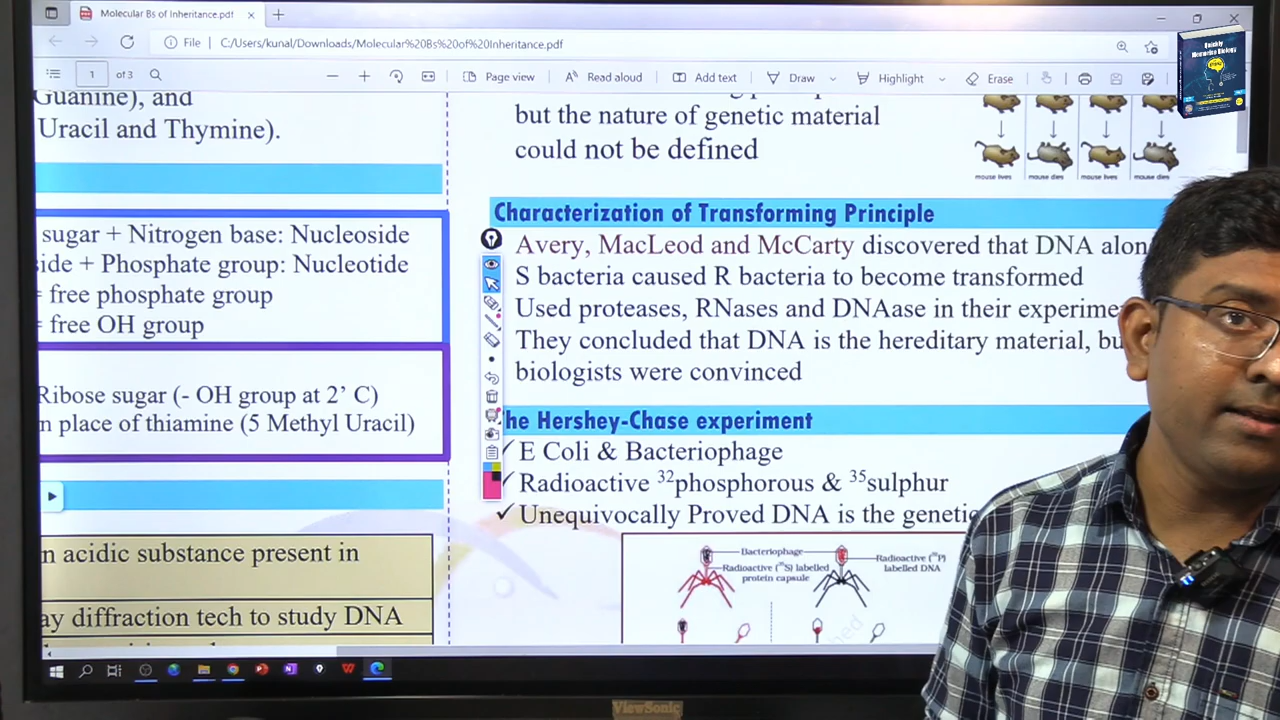 Molecular Bs of Inheritance.pdf
File
C:/Users/kunal/Downloads/Molecular%20Bs%20of%20Inheritance.pdf
1 of 3
Page view
Read aloud
Add text
Draw
Highlight
Erase
Quickly
Memorise Biology
Guanine), and
Uracil and Thymine).
sugar + Nitrogen base: Nucleoside
ide + Phosphate group: Nucleotide
= free phosphate group
= free OH group
Ribose sugar (- OH group at 2’ C)
n place of thiamine (5 Methyl Uracil)
n acidic substance present in
ay diffraction tech to study DNA
but the nature of genetic material
could not be defined
mouse lives mouse dies mouse lives mouse dies
Characterization of Transforming Principle
Avery, MacLeod and McCarty discovered that DNA alon
S bacteria caused R bacteria to become transformed
Used proteases, RNases and DNAase in their experime
They concluded that DNA is the hereditary material, bu
biologists were convinced
he Hershey-Chase experiment
✓ E Coli & Bacteriophage
✓ Radioactive ³²phosphorous & ³⁵sulphur
✓ Unequivocally Proved DNA is the genetic
Bacteriophage
Radioactive (³⁵S) labelled
protein capsule
Radioactive (³²P)
labelled DNA
ViewSonic